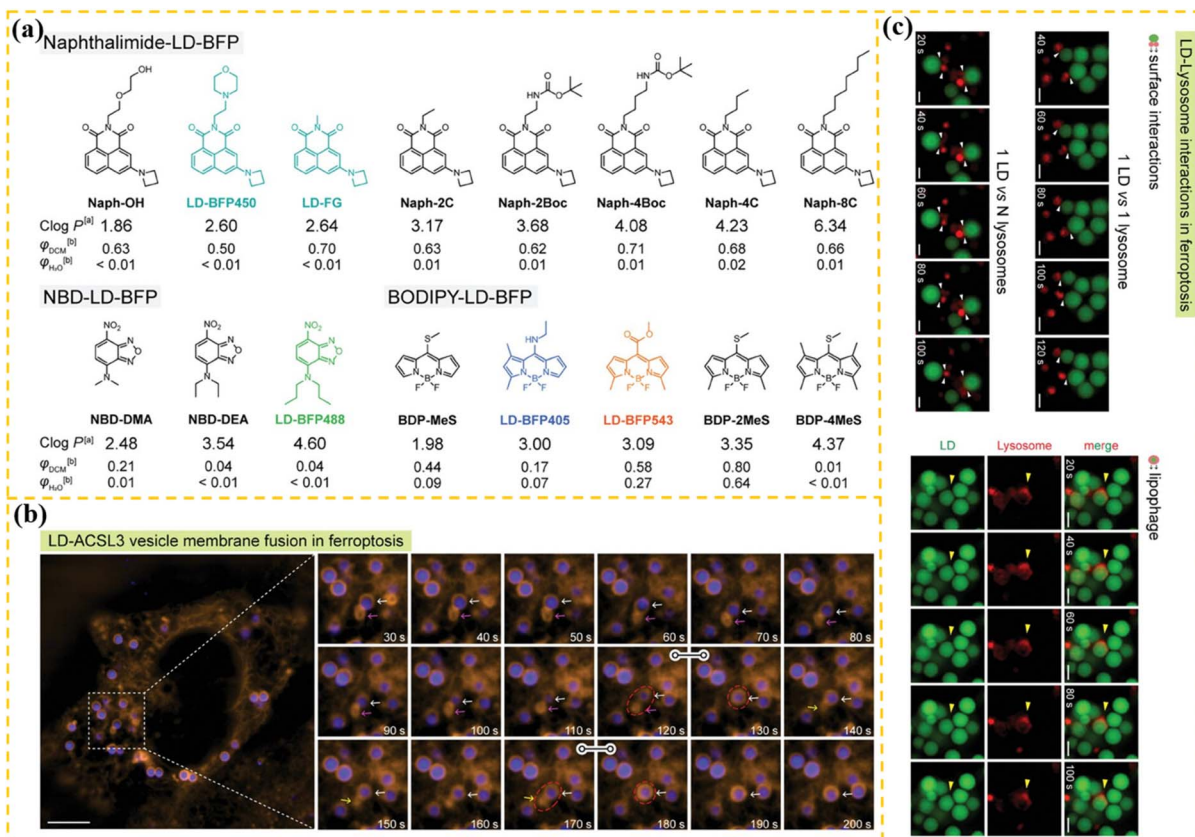 (a)
Naphthalimide-LD-BFP
OH
O
O
O N O
N
O
N
O N O
N
O N O
N
O N O
N
HN O
O
O N O
N
HN O
O
O N O
N
O N O
N
O N O
N
Naph-OH LD-BFP450 LD-FG Naph-2C Naph-2Boc Naph-4Boc Naph-4C Naph-8C
Clog P[a] 1.86 2.60 2.64 3.17 3.68 4.08 4.23 6.34
φDCM[b] 0.63 0.50 0.70 0.63 0.62 0.71 0.68 0.66
φH₂O[b] < 0.01 < 0.01 < 0.01 0.01 0.01 0.01 0.02 0.01
NBD-LD-BFP BODIPY-LD-BFP
NO₂
N
O
N
N
NO₂
N
O
N
N
NO₂
N
O
N
N
S
N N
B
F F
HN
N N
B
F F
O O
N N
B
F F
S
N N
B
F F
S
N N
B
F F
NBD-DMA NBD-DEA LD-BFP488 BDP-MeS LD-BFP405 LD-BFP543 BDP-2MeS BDP-4MeS
Clog P[a] 2.48 3.54 4.60 1.98 3.00 3.09 3.35 4.37
φDCM[b] 0.21 0.04 0.04 0.44 0.17 0.58 0.80 0.01
φH₂O[b] 0.01 < 0.01 < 0.01 0.09 0.07 0.27 0.64 < 0.01
(b)
LD-ACSL3 vesicle membrane fusion in ferroptosis
30 s 40 s 50 s 60 s 70 s 80 s
90 s 100 s 110 s 120 s 130 s 140 s
150 s 160 s 170 s 180 s 190 s 200 s
(c)
LD-Lysosome interactions in ferroptosis
: surface interactions
1 LD vs 1 lysosome
40 s 60 s 80 s 100 s 120 s
1 LD vs N lysosomes
20 s 40 s 60 s 80 s 100 s
: lipophage
merge
Lysosome
LD
20 s 40 s 60 s 80 s 100 s